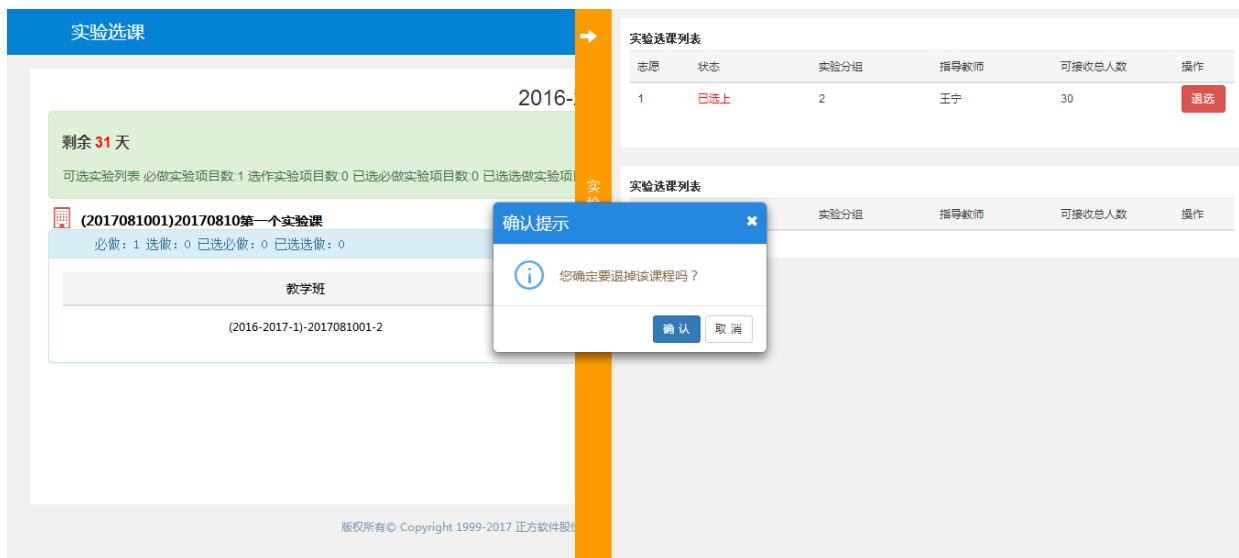 实验选课
2016-
剩余 31 天
可选实验列表 必做实验项目数:1 选作实验项目数:0 已选必做实验项目数:0 已选选做实验项
(2017081001)20170810第一个实验课
必做: 1 选做: 0 已选必做: 0 已选选做: 0
教学班
(2016-2017-1)-2017081001-2
版权所有© Copyright 1999-2017 正方软件股
实
实验选课列表
志愿 状态 实验分组 指导教师 可接收总人数 操作
1 已选上 2 王宁 30 退选
实验选课列表
实验分组 指导教师 可接收总人数 操作
确认提示
您确定要退掉该课程吗？
确 认 取 消